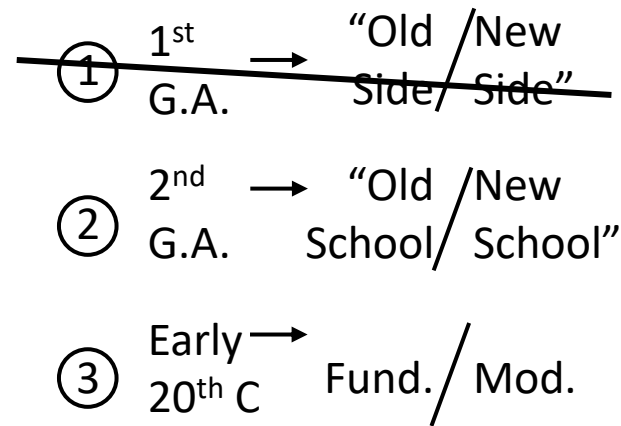 ① 1st → “Old / New
G.A. Side / Side”
② 2nd → “Old / New
G.A. School / School”
③ Early → Fund. / Mod.
20th C